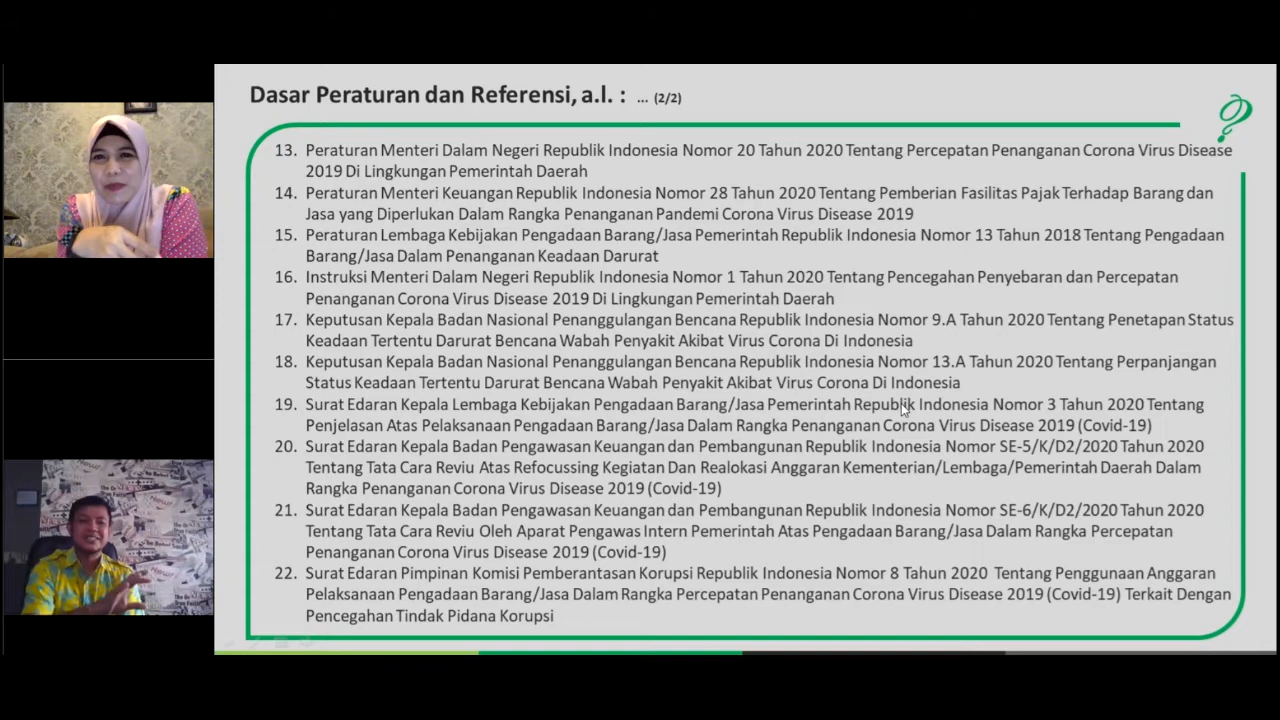 Dasar Peraturan dan Referensi, a.l. : ... (2/2)
13. Peraturan Menteri Dalam Negeri Republik Indonesia Nomor 20 Tahun 2020 Tentang Percepatan Penanganan Corona Virus Disease
2019 Di Lingkungan Pemerintah Daerah
14. Peraturan Menteri Keuangan Republik Indonesia Nomor 28 Tahun 2020 Tentang Pemberian Fasilitas Pajak Terhadap Barang dan
Jasa yang Diperlukan Dalam Rangka Penanganan Pandemi Corona Virus Disease 2019
15. Peraturan Lembaga Kebijakan Pengadaan Barang/Jasa Pemerintah Republik Indonesia Nomor 13 Tahun 2018 Tentang Pengadaan
Barang/Jasa Dalam Penanganan Keadaan Darurat
16. Instruksi Menteri Dalam Negeri Republik Indonesia Nomor 1 Tahun 2020 Tentang Pencegahan Penyebaran dan Percepatan
Penanganan Corona Virus Disease 2019 Di Lingkungan Pemerintah Daerah
17. Keputusan Kepala Badan Nasional Penanggulangan Bencana Republik Indonesia Nomor 9.A Tahun 2020 Tentang Penetapan Status
Keadaan Tertentu Darurat Bencana Wabah Penyakit Akibat Virus Corona Di Indonesia
18. Keputusan Kepala Badan Nasional Penanggulangan Bencana Republik Indonesia Nomor 13.A Tahun 2020 Tentang Perpanjangan
Status Keadaan Tertentu Darurat Bencana Wabah Penyakit Akibat Virus Corona Di Indonesia
19. Surat Edaran Kepala Lembaga Kebijakan Pengadaan Barang/Jasa Pemerintah Republik Indonesia Nomor 3 Tahun 2020 Tentang
Penjelasan Atas Pelaksanaan Pengadaan Barang/Jasa Dalam Rangka Penanganan Corona Virus Disease 2019 (Covid-19)
20. Surat Edaran Kepala Badan Pengawasan Keuangan dan Pembangunan Republik Indonesia Nomor SE-5/K/D2/2020 Tahun 2020
Tentang Tata Cara Reviu Atas Refocussing Kegiatan Dan Realokasi Anggaran Kementerian/Lembaga/Pemerintah Daerah Dalam
Rangka Penanganan Corona Virus Disease 2019 (Covid-19)
21. Surat Edaran Kepala Badan Pengawasan Keuangan dan Pembangunan Republik Indonesia Nomor SE-6/K/D2/2020 Tahun 2020
Tentang Tata Cara Reviu Oleh Aparat Pengawas Intern Pemerintah Atas Pengadaan Barang/Jasa Dalam Rangka Percepatan
Penanganan Corona Virus Disease 2019 (Covid-19)
22. Surat Edaran Pimpinan Komisi Pemberantasan Korupsi Republik Indonesia Nomor 8 Tahun 2020 Tentang Penggunaan Anggaran
Pelaksanaan Pengadaan Barang/Jasa Dalam Rangka Percepatan Penanganan Corona Virus Disease 2019 (Covid-19) Terkait Dengan
Pencegahan Tindak Pidana Korupsi